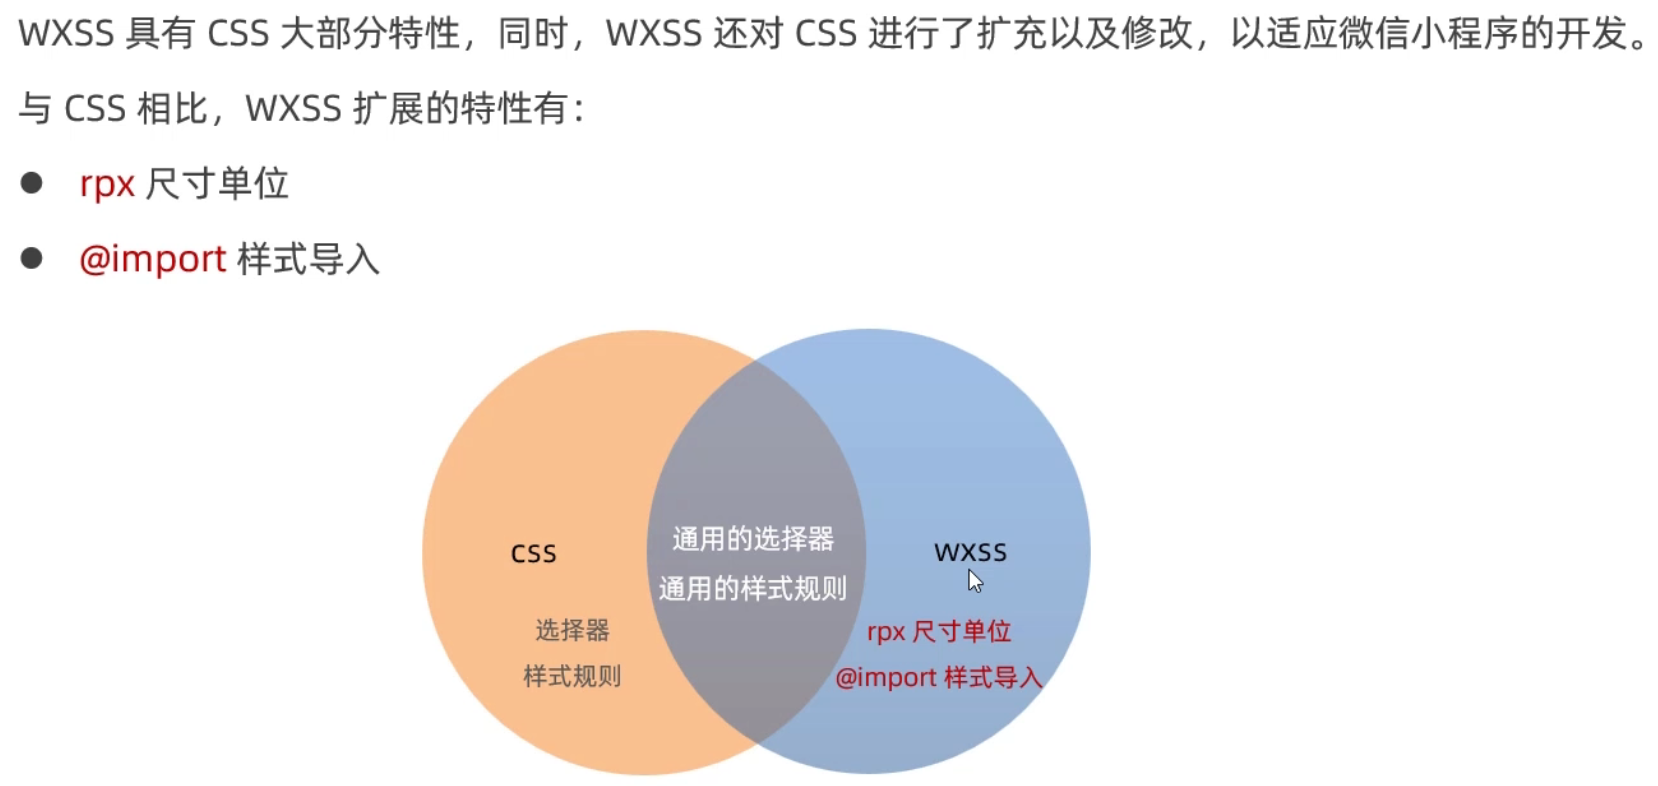 WXSS 具有 CSS 大部分特性，同时，WXSS 还对 CSS 进行了扩充以及修改，以适应微信小程序的开发。
与 CSS 相比，WXSS 扩展的特性有：
● rpx 尺寸单位
● @import 样式导入
CSS
选择器
样式规则
通用的选择器
通用的样式规则
WXSS
rpx 尺寸单位
@import 样式导入